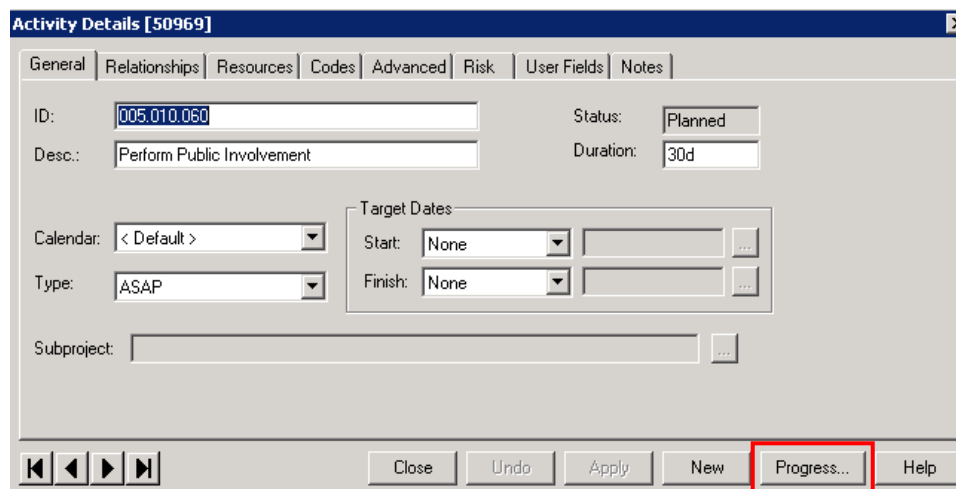 Activity Details [50969]
General Relationships Resources Codes Advanced Risk User Fields Notes
ID: 005.010.060 Status: Planned
Desc.: Perform Public Involvement Duration: 30d
Target Dates
Calendar: < Default > Start: None ...
Type: ASAP Finish: None ...
Subproject: ...
Close Undo Apply New Progress... Help